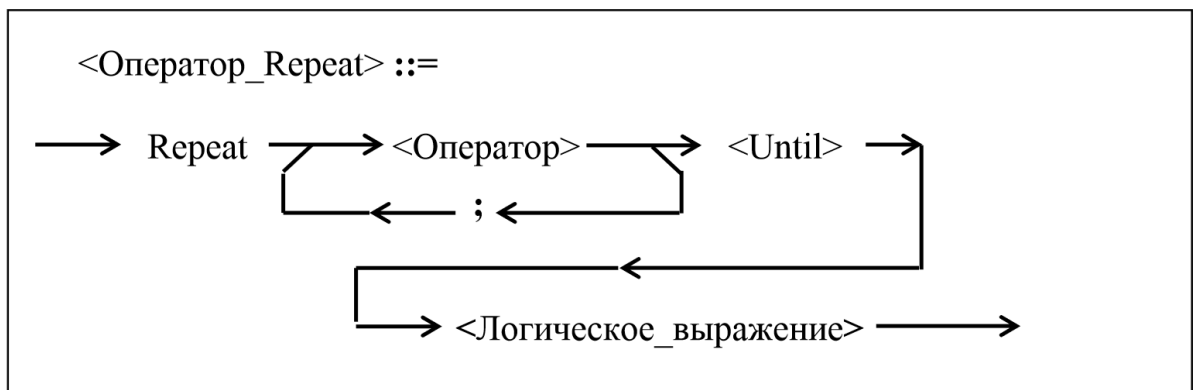 <Оператор_Repeat> ::=
Repeat <Оператор> <Until>
;
<Логическое_выражение>